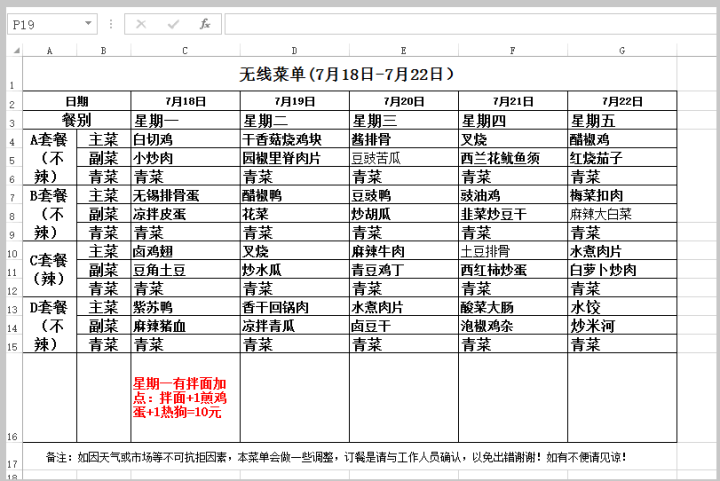 P19
fx
A B C D E F G
1 无线菜单(7月18日-7月22日)
2 日期 7月18日 7月19日 7月20日 7月21日 7月22日
3 餐别 星期一 星期二 星期三 星期四 星期五
4 A套餐（不辣） 主菜 白切鸡 干香菇烧鸡块 酱排骨 叉烧 醋椒鸡
5 副菜 小炒肉 园椒里脊肉片 豆豉苦瓜 西兰花鱿鱼须 红烧茄子
6 青菜 青菜 青菜 青菜 青菜 青菜
7 B套餐（不辣） 主菜 无锡排骨蛋 醋椒鸭 豆豉鸭 豉油鸡 梅菜扣肉
8 副菜 凉拌皮蛋 花菜 炒胡瓜 韭菜炒豆干 麻辣大白菜
9 青菜 青菜 青菜 青菜 青菜 青菜
10 C套餐（辣） 主菜 卤鸡翅 叉烧 麻辣牛肉 土豆排骨 水煮肉片
11 副菜 豆角土豆 炒水瓜 青豆鸡丁 西红柿炒蛋 白萝卜炒肉
12 青菜 青菜 青菜 青菜 青菜 青菜
13 D套餐（不辣） 主菜 紫苏鸭 香干回锅肉 水煮肉片 酸菜大肠 水饺
14 副菜 麻辣猪血 凉拌青瓜 卤豆干 泡椒鸡杂 炒米河
15 青菜 青菜 青菜 青菜 青菜 青菜
星期一有拌面加
点：拌面+1煎鸡
蛋+1热狗=10元
16
17 备注：如因天气或市场等不可抗拒因素，本菜单会做一些调整，订餐是请与工作人员确认，以免出错谢谢！如有不便请见谅！
18